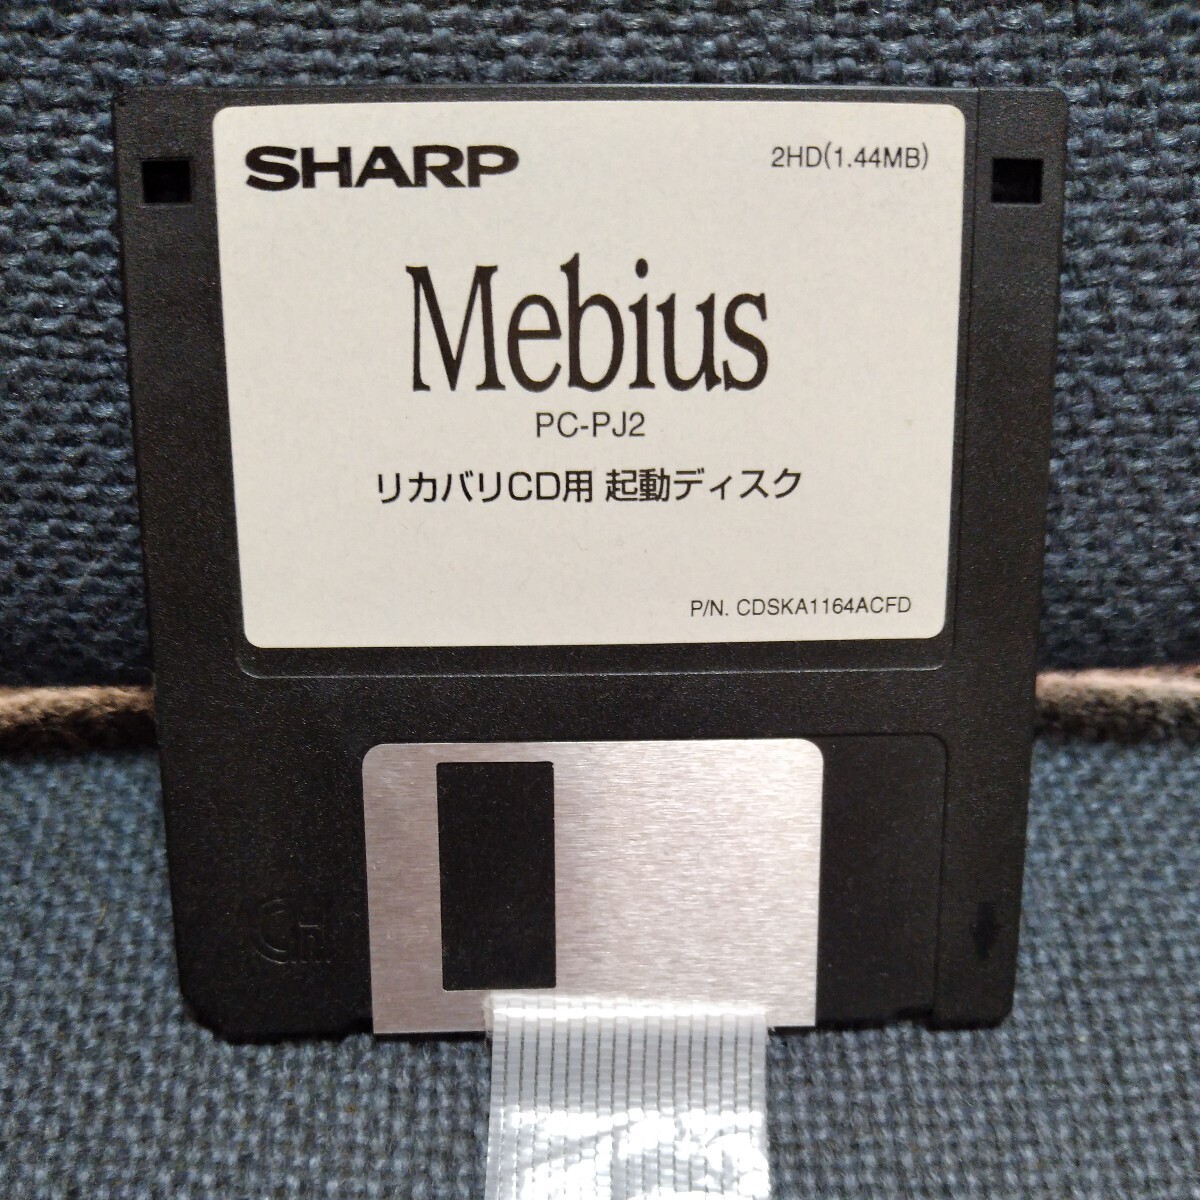 SHARP
2HD(1.44MB)
Mebius
PC-PJ2
リカバリCD用 起動ディスク
P/N. CDSKA1164ACFD